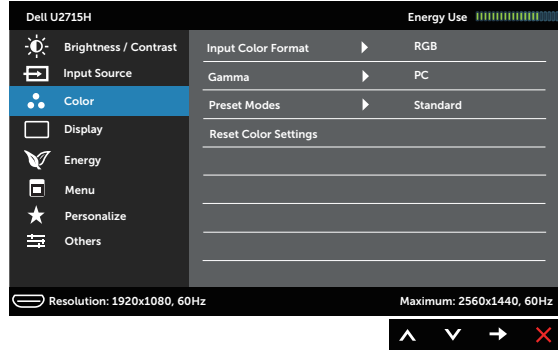 Dell U2715H Energy Use
Brightness / Contrast Input Color Format RGB
Input Source Gamma PC
Color Preset Modes Standard
Display Reset Color Settings
Energy
Menu
Personalize
Others
Resolution: 1920x1080, 60Hz Maximum: 2560x1440, 60Hz